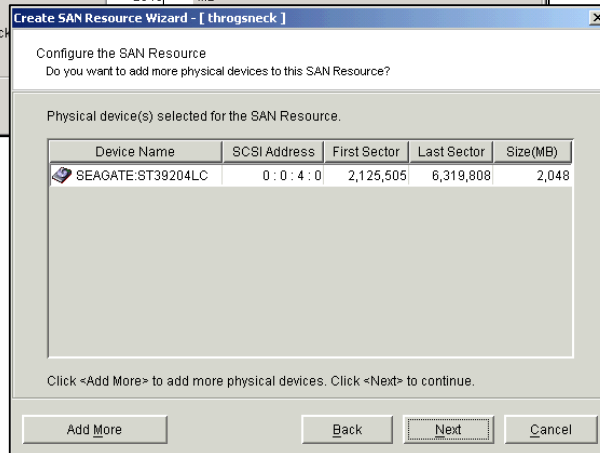 Create SAN Resource Wizard - [ throgsneck ]
Configure the SAN Resource
Do you want to add more physical devices to this SAN Resource?
Physical device(s) selected for the SAN Resource.
Device Name SCSI Address First Sector Last Sector Size(MB)
SEAGATE:ST39204LC 0 : 0 : 4 : 0 2,125,505 6,319,808 2,048
Click <Add More> to add more physical devices. Click <Next> to continue.
Add More Back Next Cancel